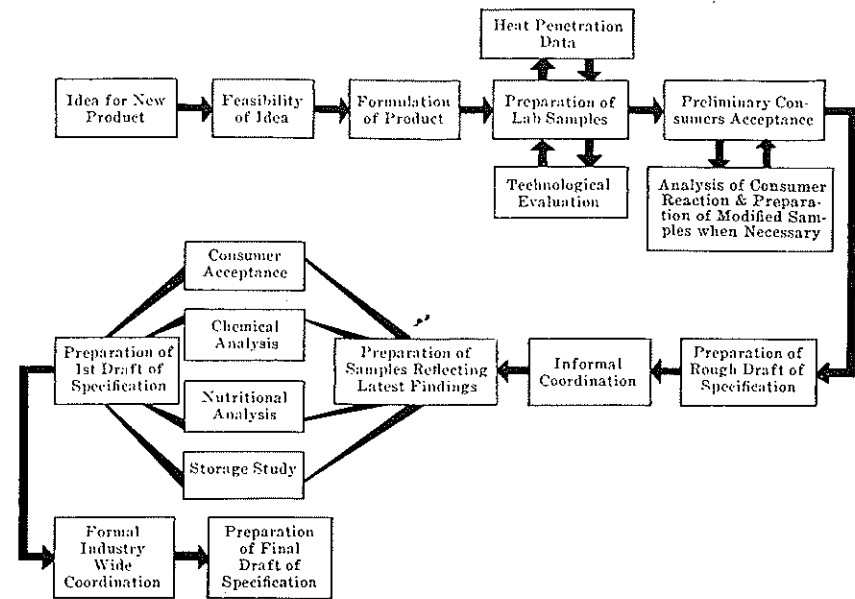 Heat Penetration
Data
Idea for New
Product
Feasibility
of Idea
Formulation
of Product
Preparation of
Lab Samples
Preliminary Con-
sumers Acceptance
Technological
Evaluation
Analysis of Consumer
Reaction & Prepara-
tion of Modified Sam-
ples when Necessary
Consumer
Acceptance
Chemical
Analysis
Preparation of
1st Draft of
Specification
Preparation of
Samples Reflecting
Latest Findings
Informal
Coordination
Preparation of
Rough Draft of
Specification
Nutritional
Analysis
Storage Study
Formal
Industry
Wide
Coordination
Preparation
of Final
Draft of
Specification